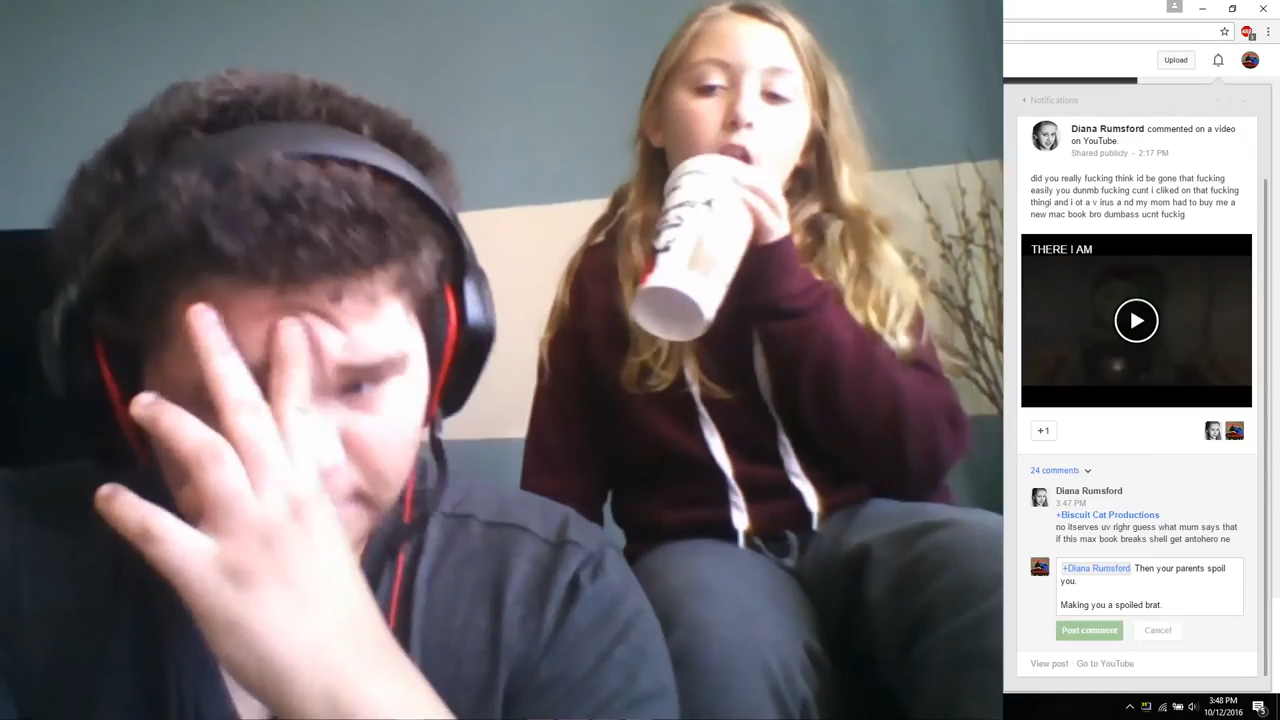 Upload
Notifications
Diana Rumsford commented on a video
on YouTube.
Shared publicly - 2:17 PM
did you really fucking think id be gone that fucking
easily you dunmb fucking cunt i cliked on that fucking
thingi and i ot a v irus a nd my mom had to buy me a
new mac book bro dumbass ucnt fuckig
THERE I AM
+1
24 comments
Diana Rumsford
3:47 PM
+Biscuit Cat Productions
no itserves uv righr guess what mum says that
if this max book breaks shell get antohero ne
+Diana Rumsford Then your parents spoil
you.
Making you a spoiled brat.
Post comment Cancel
View post · Go to YouTube
3:48 PM
10/12/2016